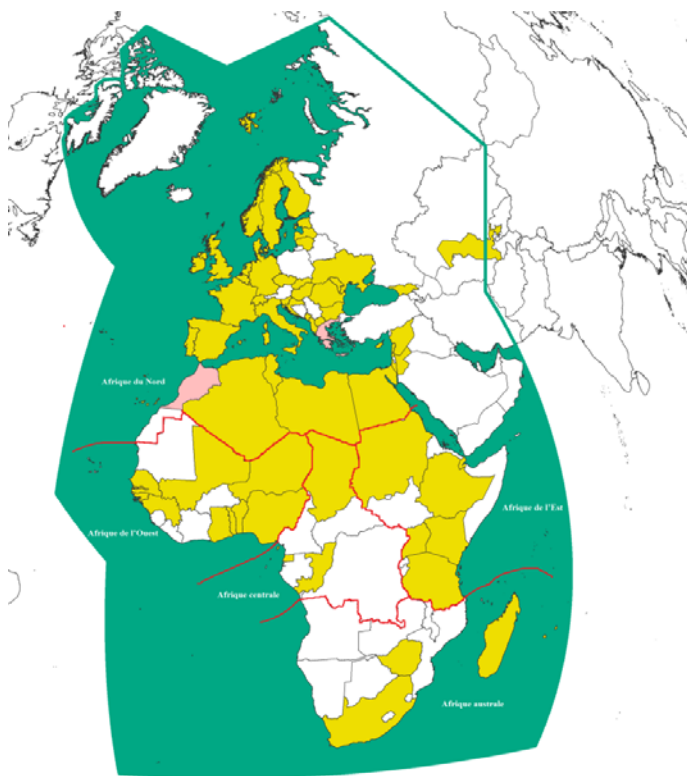 Afrique du Nord
Afrique de l'Est
Afrique de l'Ouest
Afrique centrale
Afrique australe